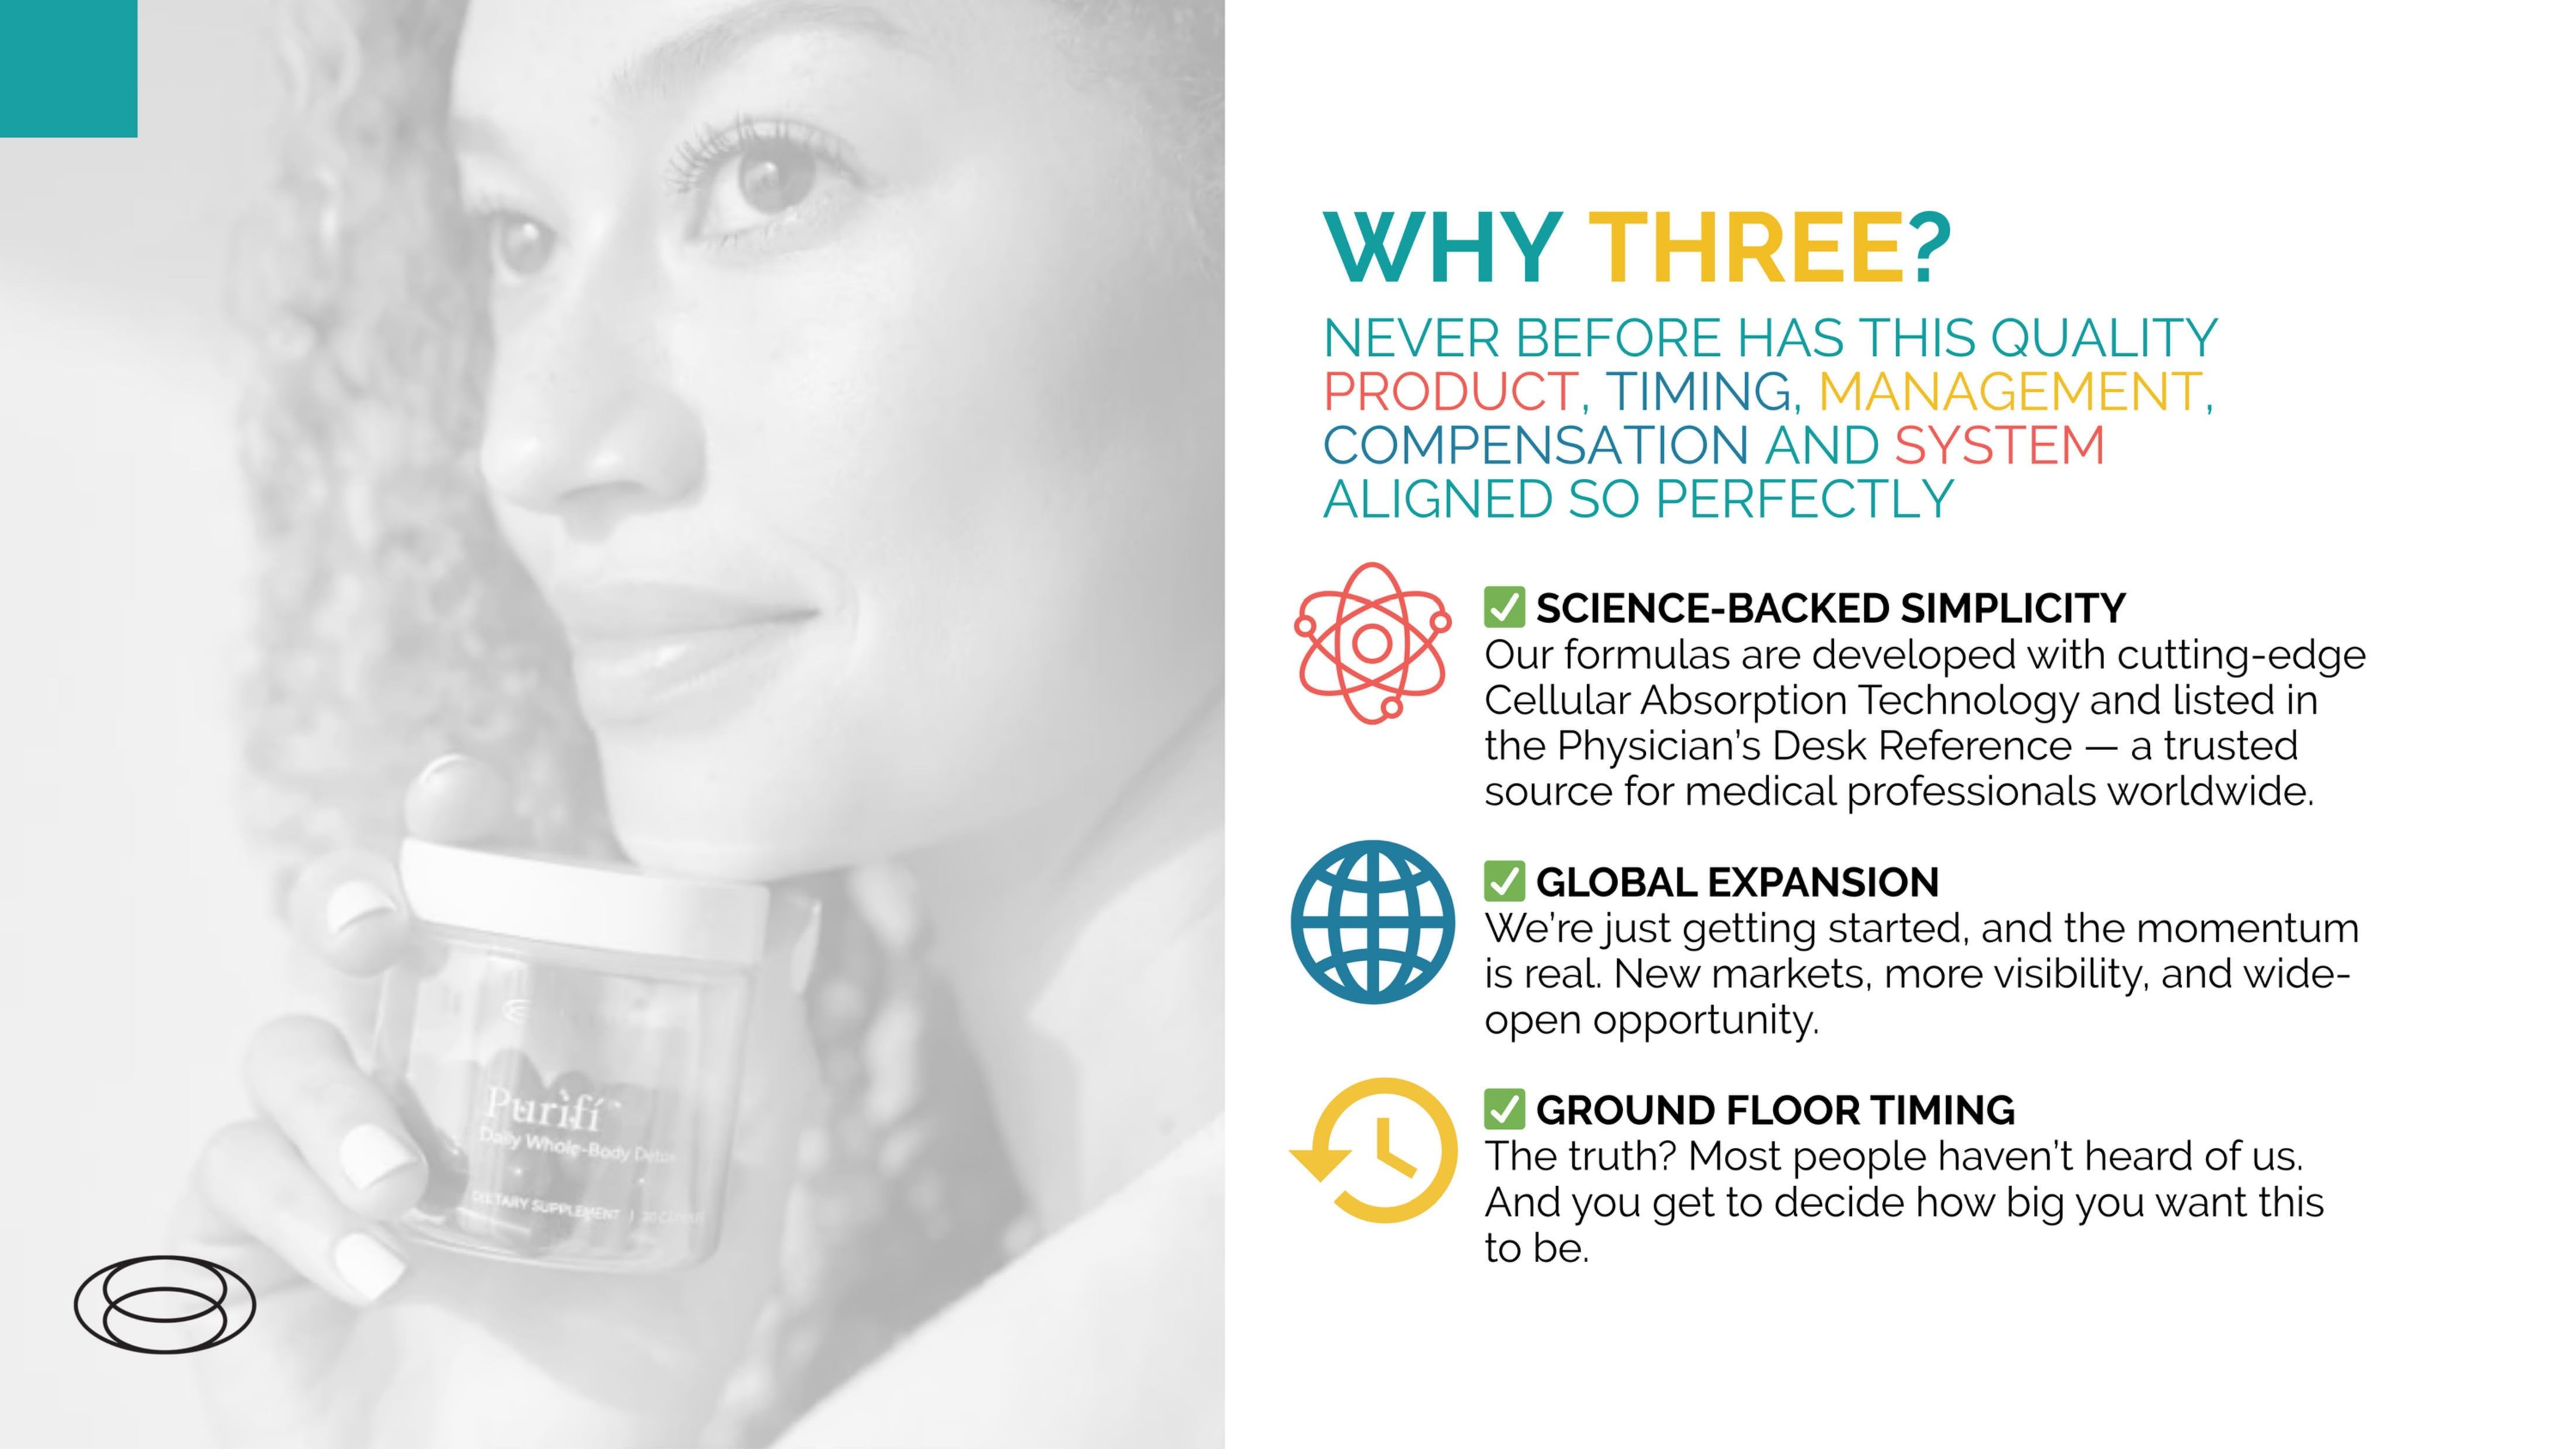 WHY THREE?
NEVER BEFORE HAS THIS QUALITY
PRODUCT, TIMING, MANAGEMENT,
COMPENSATION AND SYSTEM
ALIGNED SO PERFECTLY
✅ SCIENCE-BACKED SIMPLICITY
Our formulas are developed with cutting-edge
Cellular Absorption Technology and listed in
the Physician's Desk Reference — a trusted
source for medical professionals worldwide.
✅ GLOBAL EXPANSION
We're just getting started, and the momentum
is real. New markets, more visibility, and wide-
open opportunity.
✅ GROUND FLOOR TIMING
The truth? Most people haven't heard of us.
And you get to decide how big you want this
to be.
Purifí™
Daily Whole-Body Detox
DIETARY SUPPLEMENT |